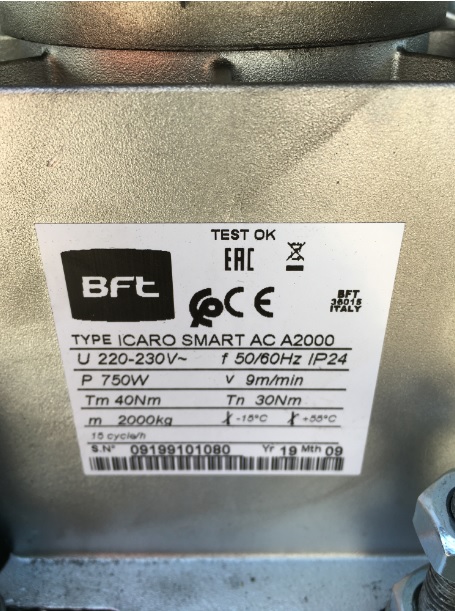 TEST OK
EAC
BFt
CE
BFT
36015
ITALY
TYPE ICARO SMART AC A2000
U 220-230V~ f 50/60Hz IP24
P 750W v 9m/min
Tm 40Nm Tn 30Nm
m 2000kg -15°C +55°C
15 cycle/h
S.N° 09199101080 Yr 19 Mth 09